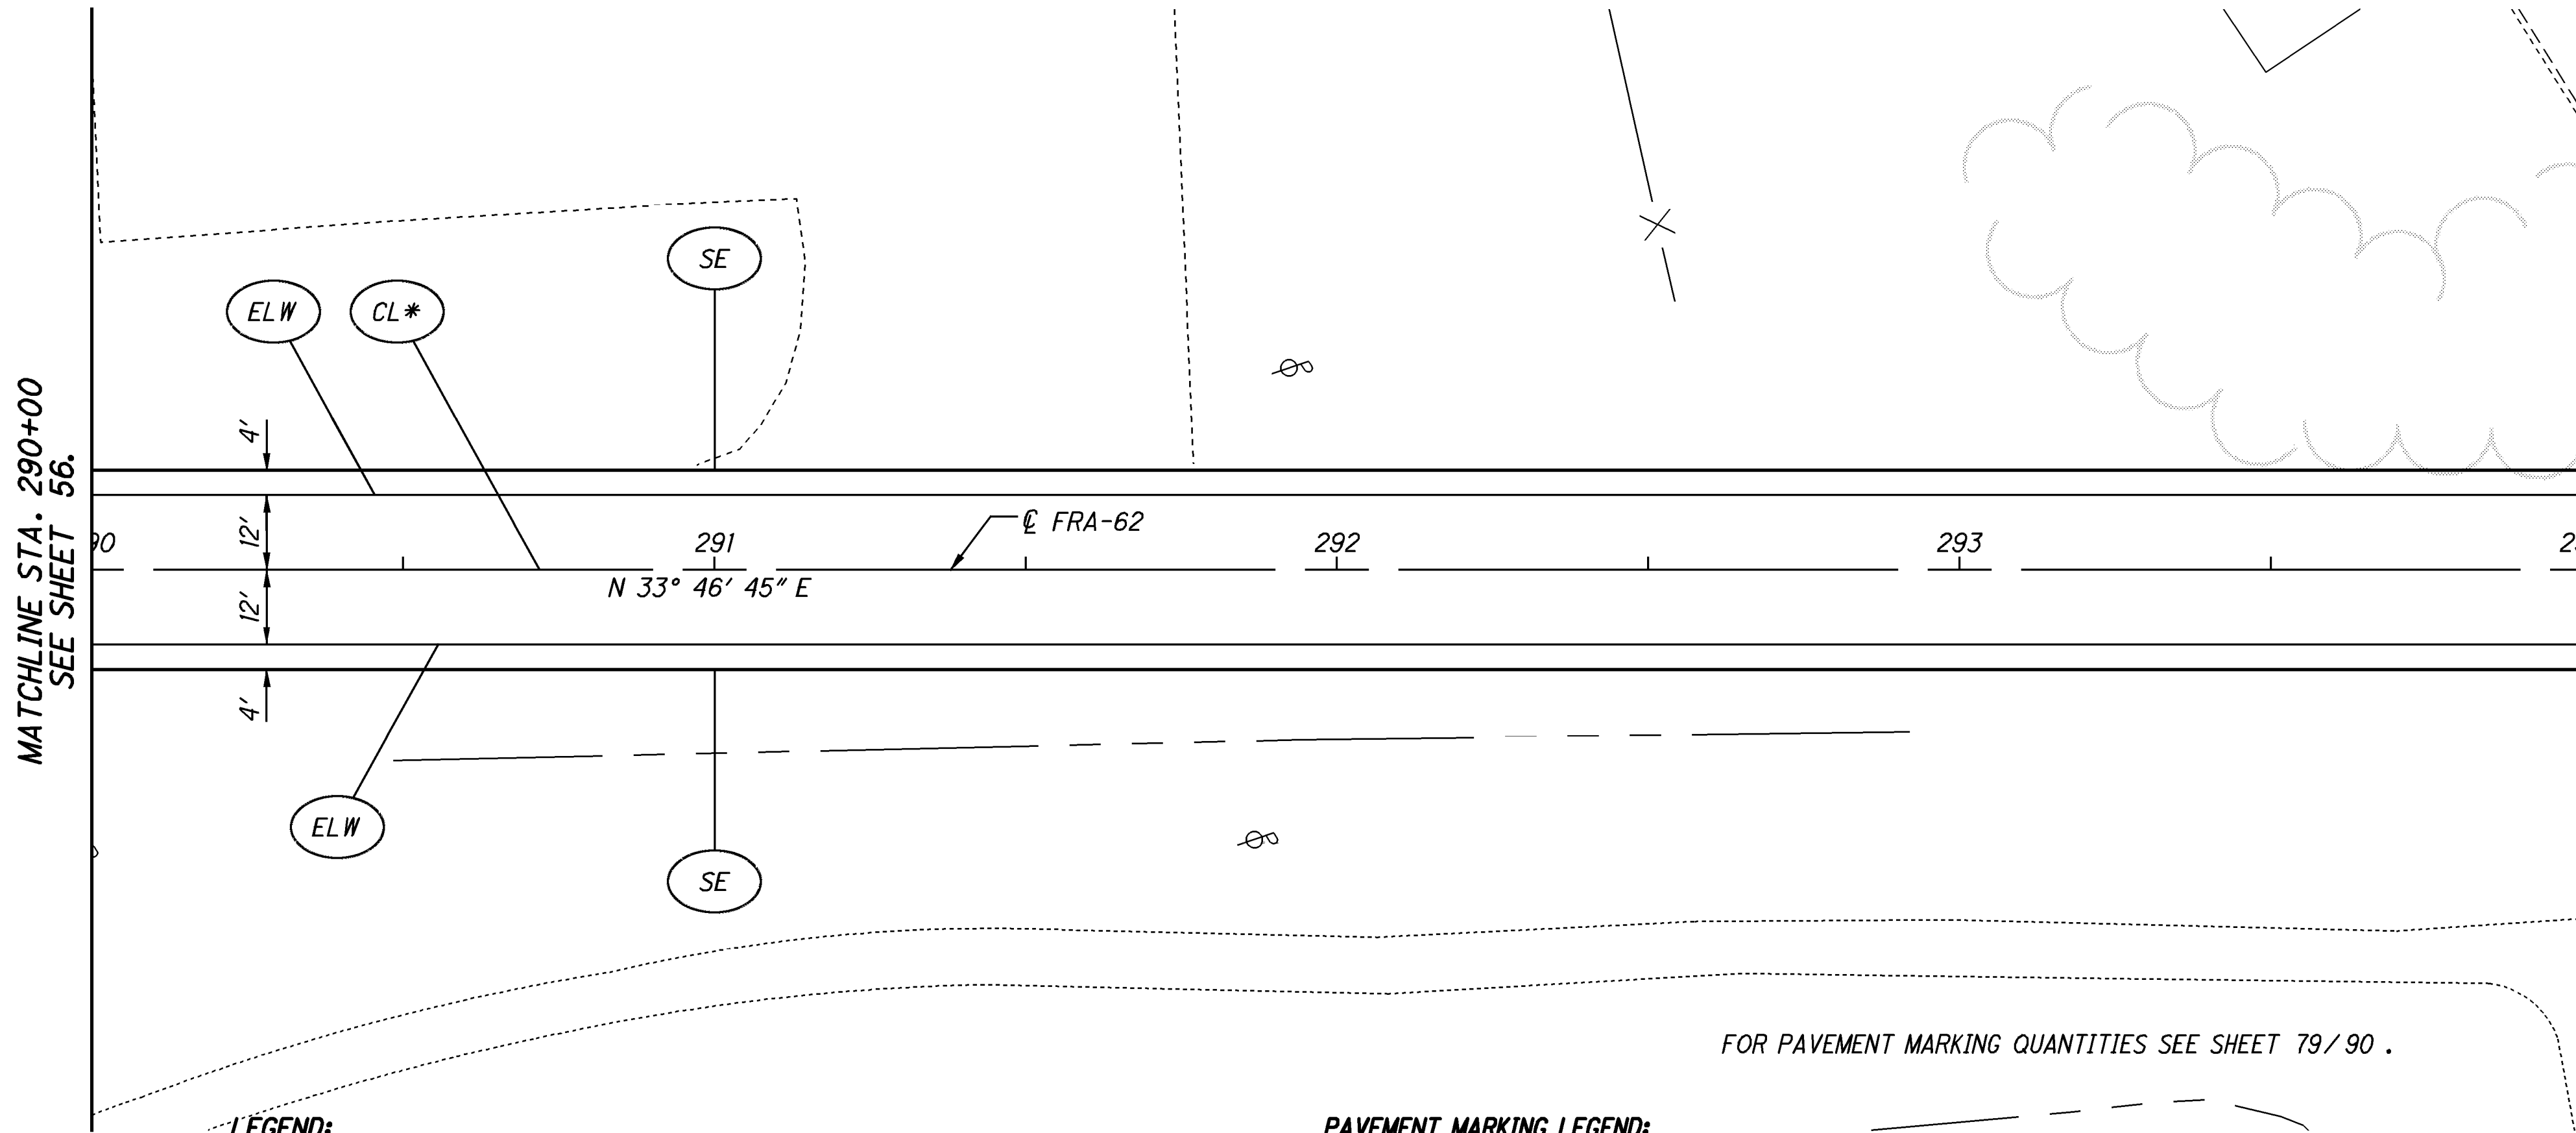 MATCHLINE STA. 290+00
SEE SHEET 56.
SE
ELW
CL*
4'
12'
12'
4'
℄ FRA-62
291
292
293
N 33° 46' 45" E
ELW
SE
FOR PAVEMENT MARKING QUANTITIES SEE SHEET 79/90 .
LEGEND:
PAVEMENT MARKING LEGEND: